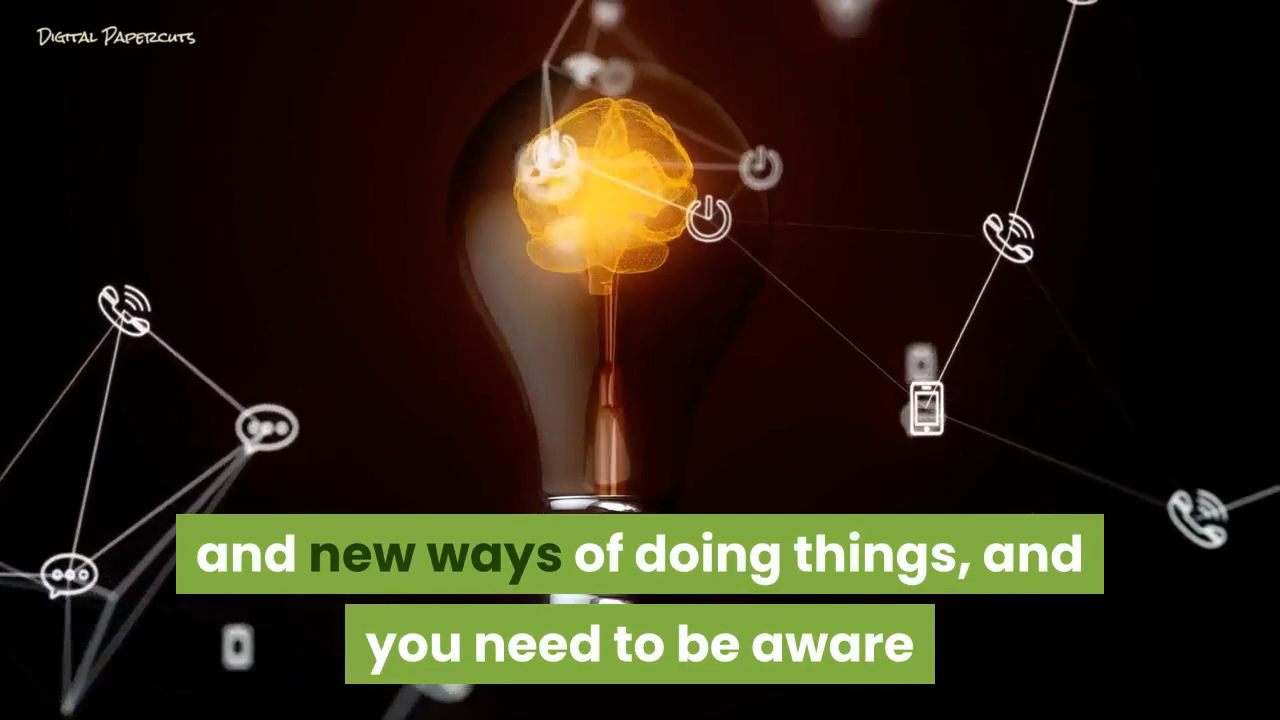 Digital Papercuts
and new ways of doing things, and
you need to be aware